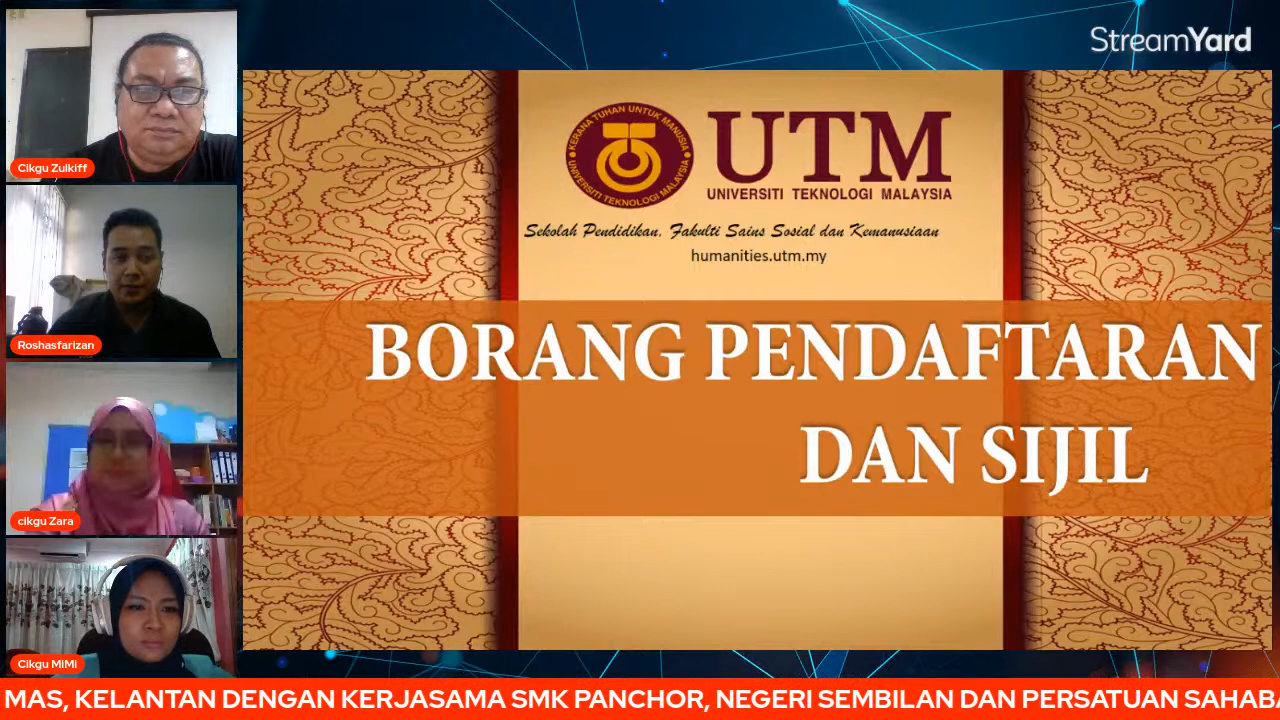 StreamYard
Cikgu Zulkiff
Roshasfarizan
cikgu Zara
Cikgu MiMi
KERANA TUHAN UNTUK MANUSIA
UNIVERSITI TEKNOLOGI MALAYSIA
UTM
UNIVERSITI TEKNOLOGI MALAYSIA
Sekolah Pendidikan, Fakulti Sains Sosial dan Kemanusiaan
humanities.utm.my
BORANG PENDAFTARAN
DAN SIJIL
MAS, KELANTAN DENGAN KERJASAMA SMK PANCHOR, NEGERI SEMBILAN DAN PERSATUAN SAHABA